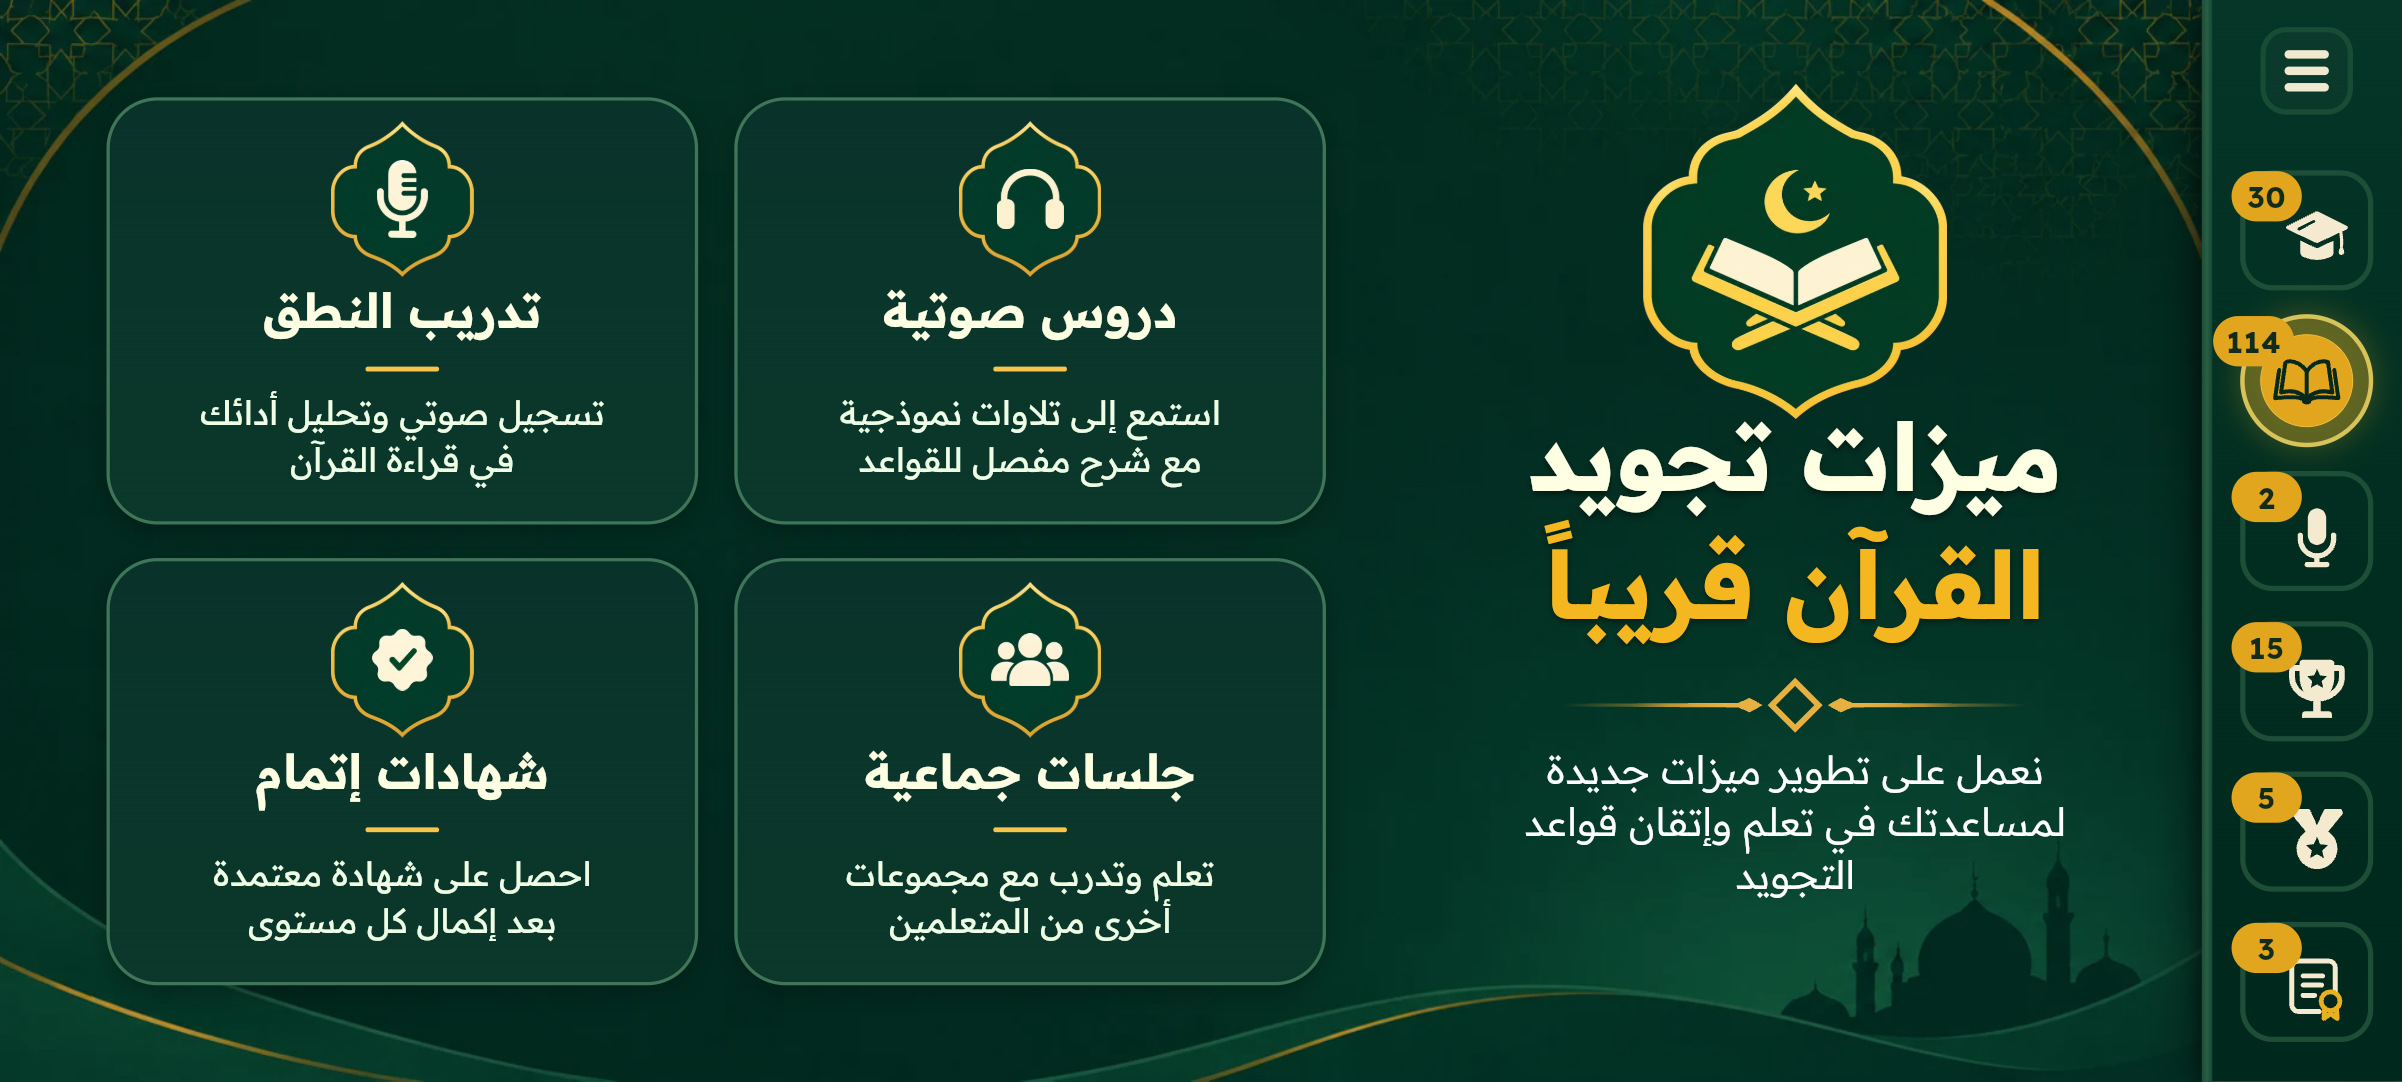 30
114
2
15
5
3
ميزات تجويد
القرآن قريباً
نعمل على تطوير ميزات جديدة
لمساعدتك في تعلم وإتقان قواعد
التجويد
دروس صوتية
استمع إلى تلاوات نموذجية
مع شرح مفصل للقواعد
تدريب النطق
تسجيل صوتي وتحليل أدائك
في قراءة القرآن
جلسات جماعية
تعلم وتدرب مع مجموعات
أخرى من المتعلمين
شهادات إتمام
احصل على شهادة معتمدة
بعد إكمال كل مستوى